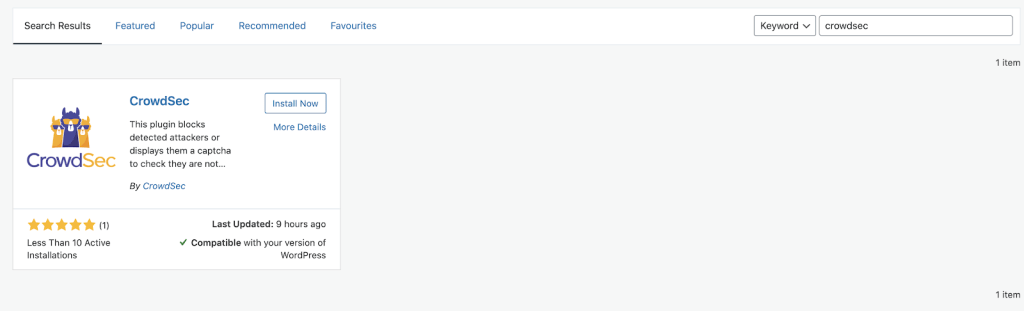 Search Results Featured Popular Recommended Favourites Keyword crowdsec
1 item
CrowdSec
Install Now
More Details
This plugin blocks
detected attackers or
displays them a captcha
to check they are not...
By CrowdSec
CrowdSec
(1)
Less Than 10 Active
Installations
Last Updated: 9 hours ago
Compatible with your version of
WordPress
1 item